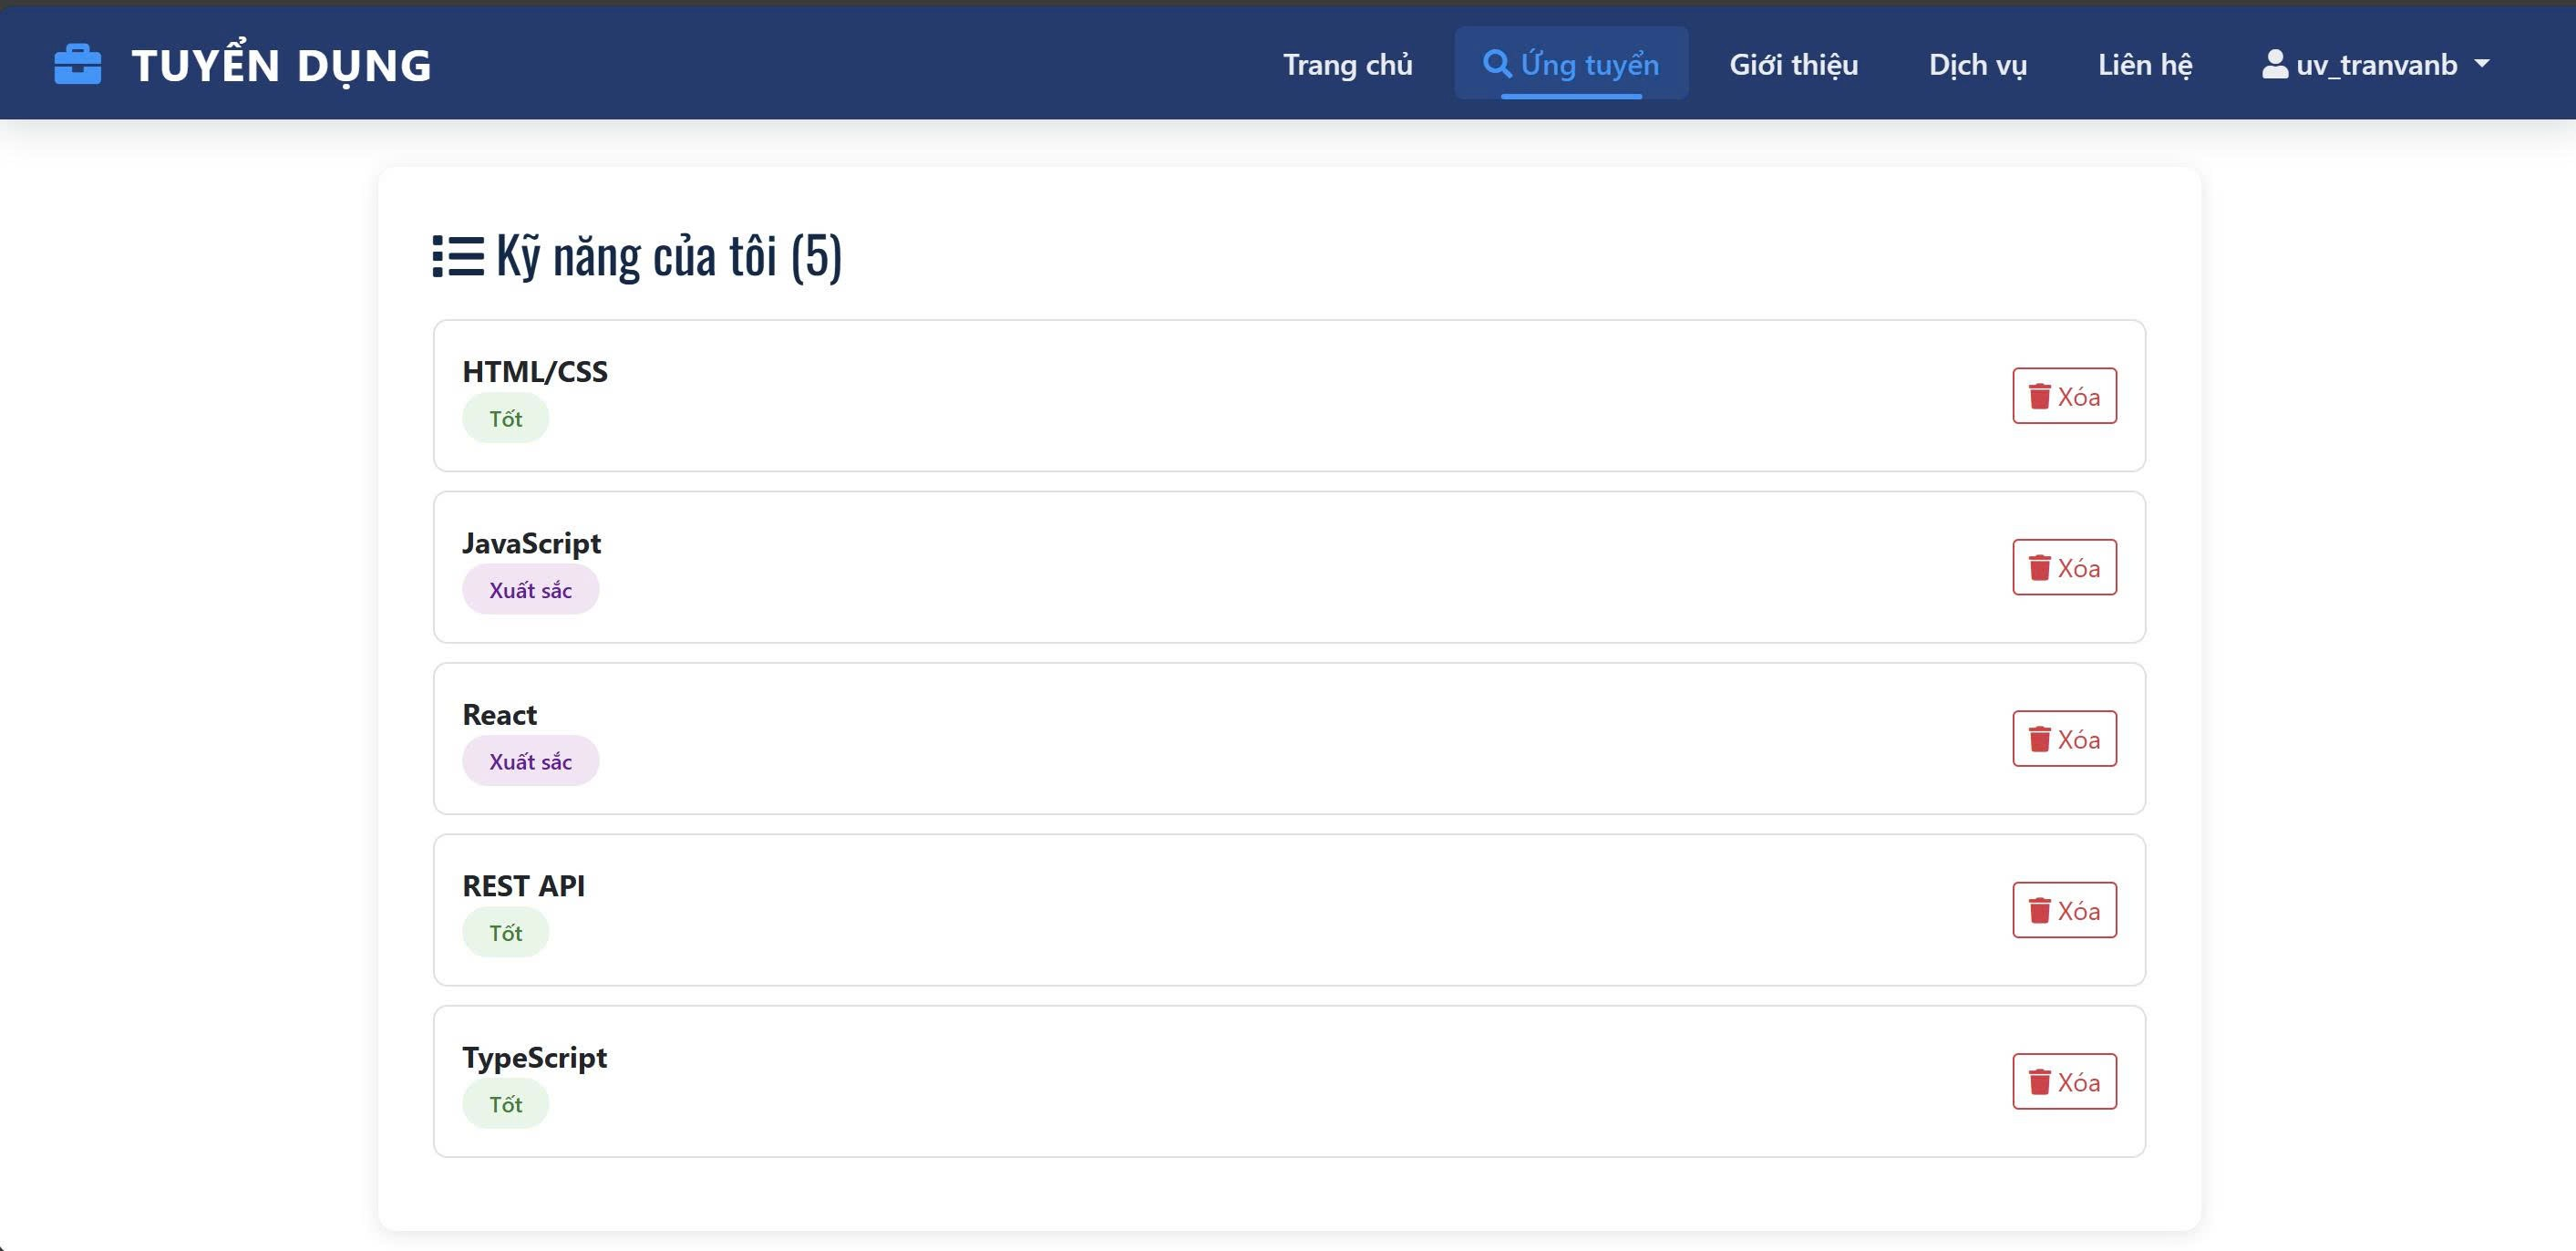 TUYỂN DỤNG
Trang chủ Ứng tuyển Giới thiệu Dịch vụ Liên hệ uv_tranvanb
Kỹ năng của tôi (5)
HTML/CSS
Tốt
Xóa
JavaScript
Xuất sắc
Xóa
React
Xuất sắc
Xóa
REST API
Tốt
Xóa
TypeScript
Tốt
Xóa